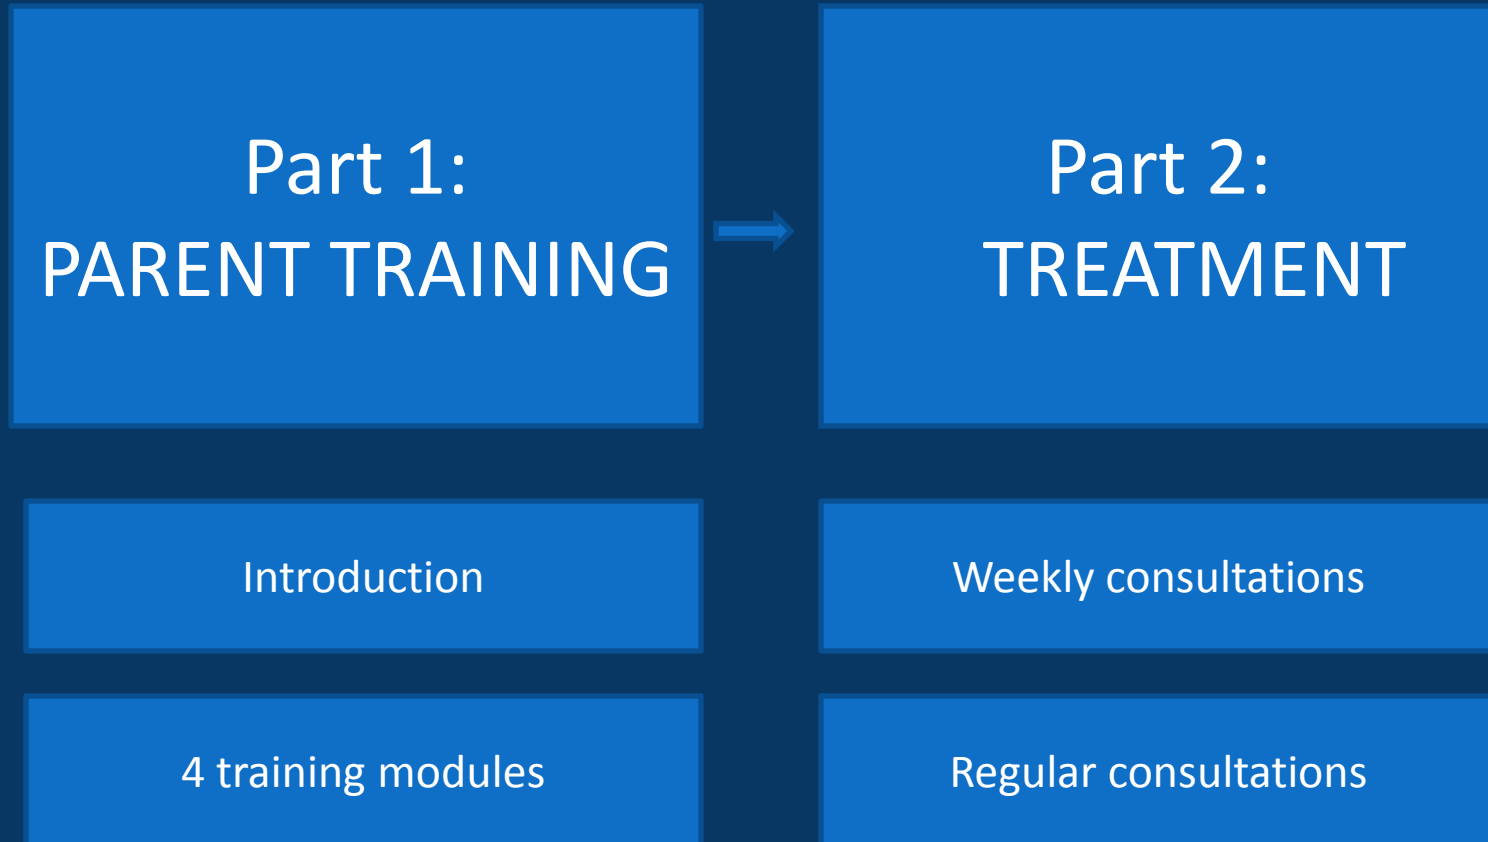 Part 1:
PARENT TRAINING
Part 2:
TREATMENT
Introduction
Weekly consultations
4 training modules
Regular consultations